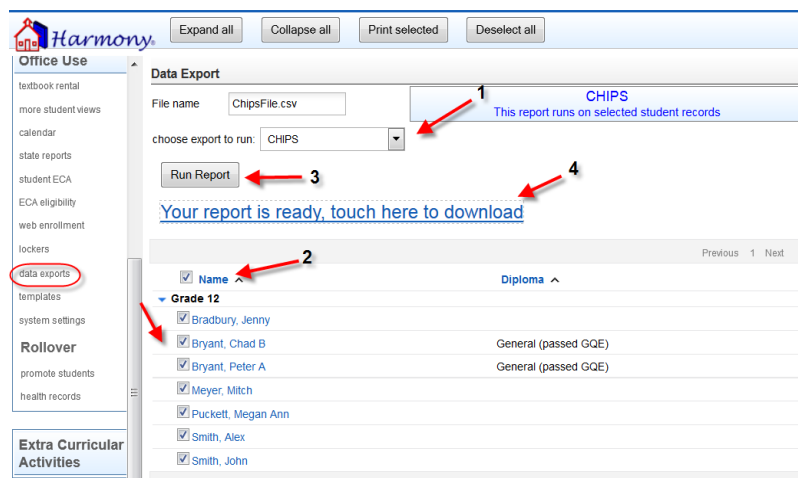 Harmony.
Expand all
Collapse all
Print selected
Deselect all
Office Use
textbook rental
more student views
calendar
state reports
student ECA
ECA eligibility
web enrollment
lockers
data exports
templates
system settings
Rollover
promote students
health records
Extra Curricular
Activities
Data Export
File name ChipsFile.csv
CHIPS
This report runs on selected student records
1
choose export to run: CHIPS
Run Report
3
4
Your report is ready, touch here to download
Previous 1 Next
2
Name Diploma
Grade 12
Bradbury, Jenny
Bryant, Chad B General (passed GQE)
Bryant, Peter A General (passed GQE)
Meyer, Mitch
Puckett, Megan Ann
Smith, Alex
Smith, John